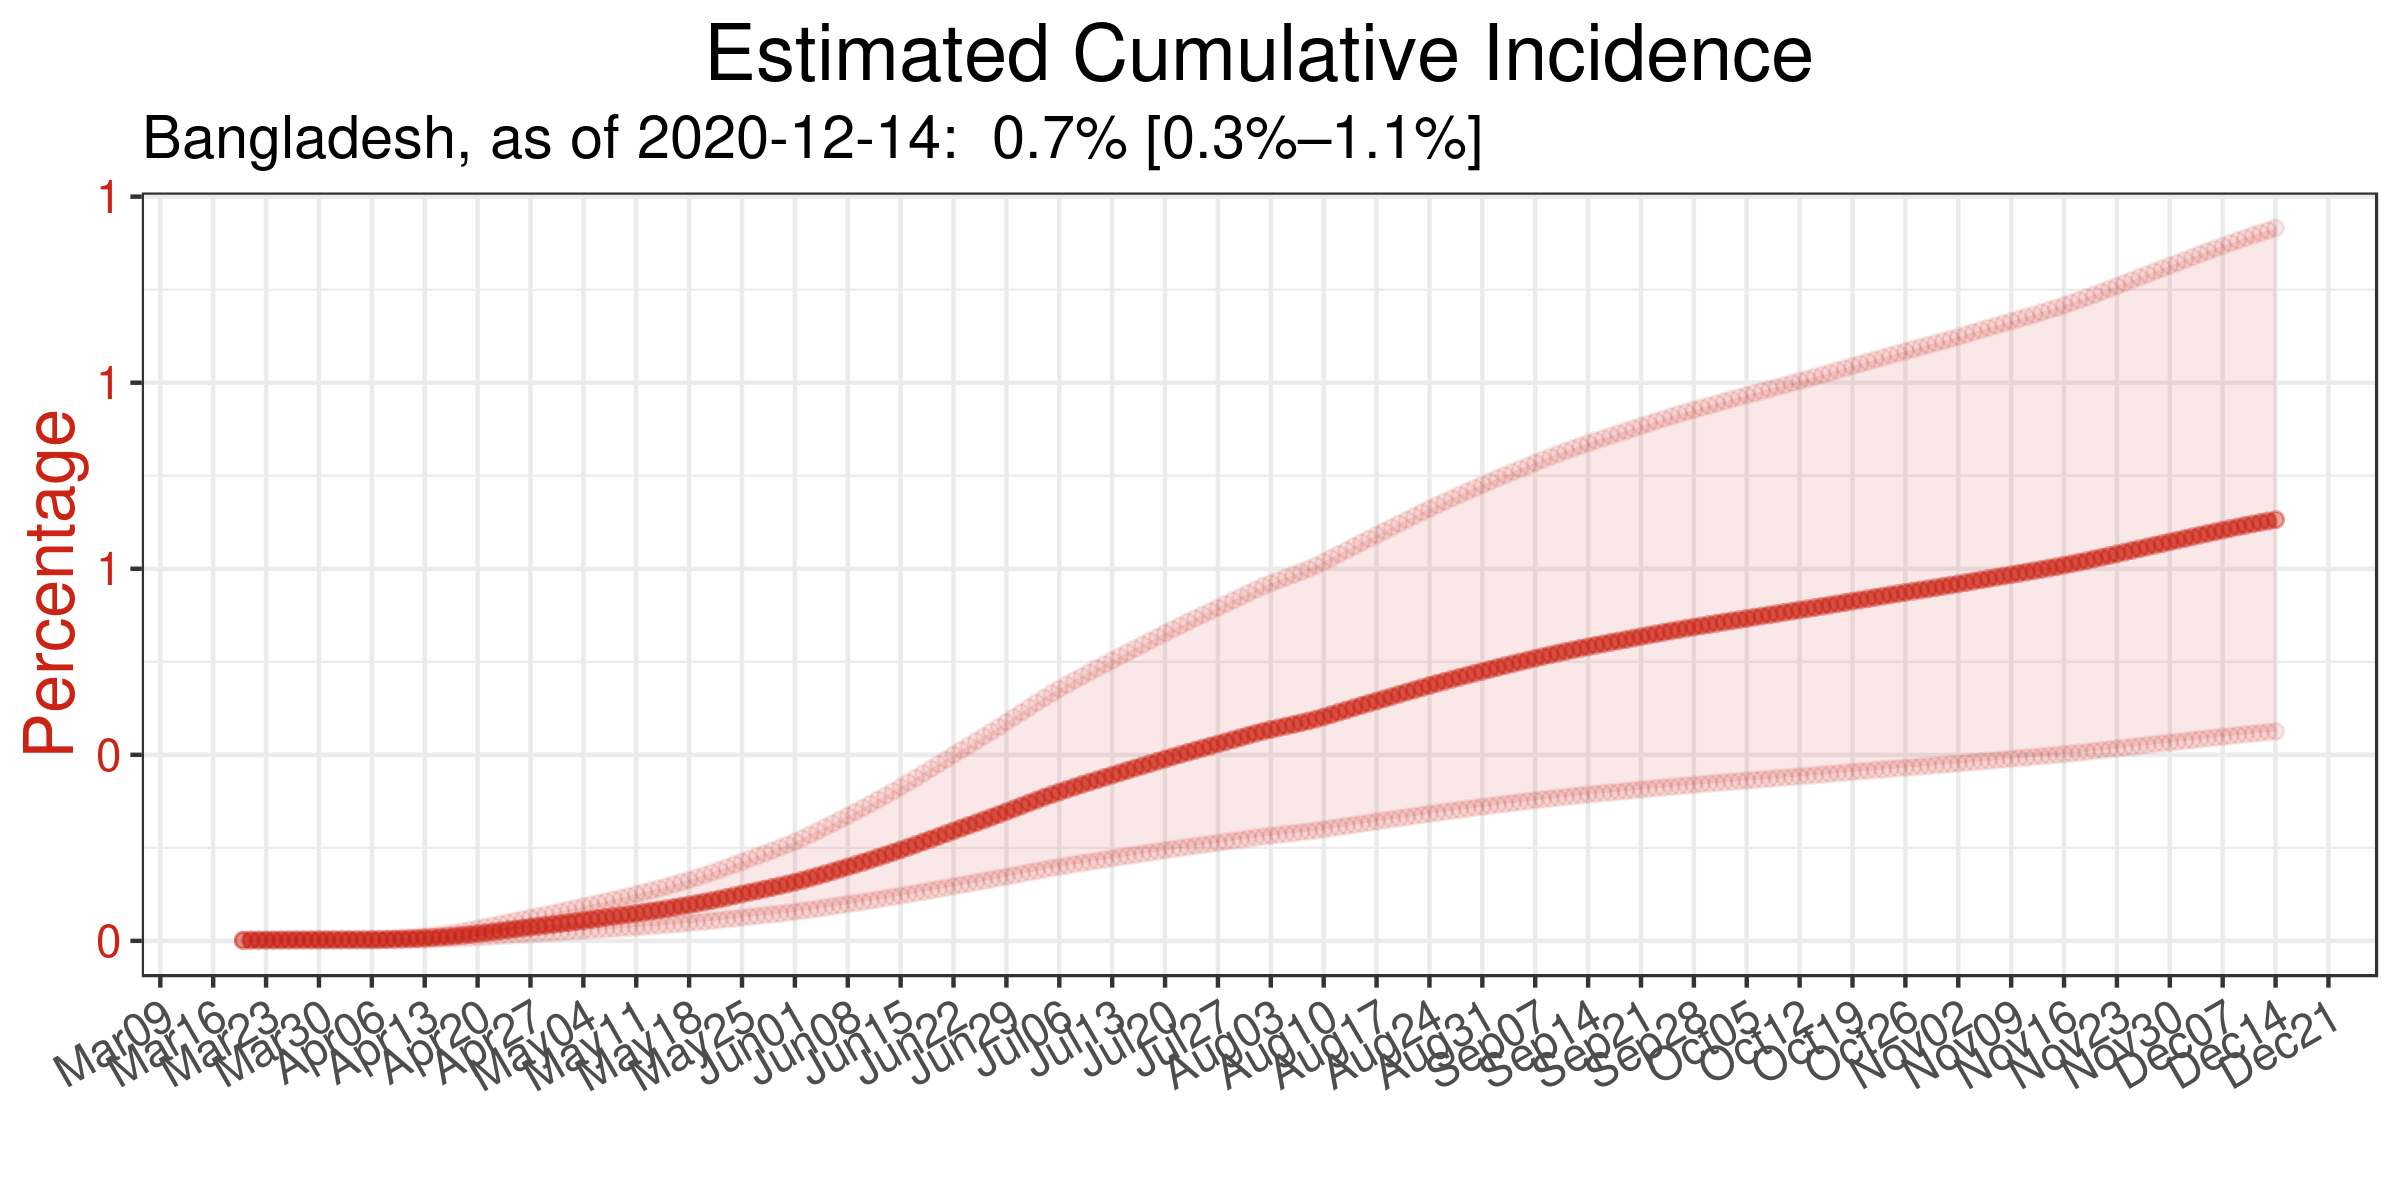 Estimated Cumulative Incidence
Bangladesh, as of 2020-12-14:  0.7% [0.3%–1.1%]
Percentage
1
1
1
0
0
Mar09
Mar16
Mar23
Mar30
Apr06
Apr13
Apr20
Apr27
May04
May11
May18
May25
Jun01
Jun08
Jun15
Jun22
Jun29
Jul06
Jul13
Jul20
Jul27
Aug03
Aug10
Aug17
Aug24
Aug31
Sep07
Sep14
Sep21
Sep28
Oct05
Oct12
Oct19
Oct26
Nov02
Nov09
Nov16
Nov23
Nov30
Dec07
Dec14
Dec21